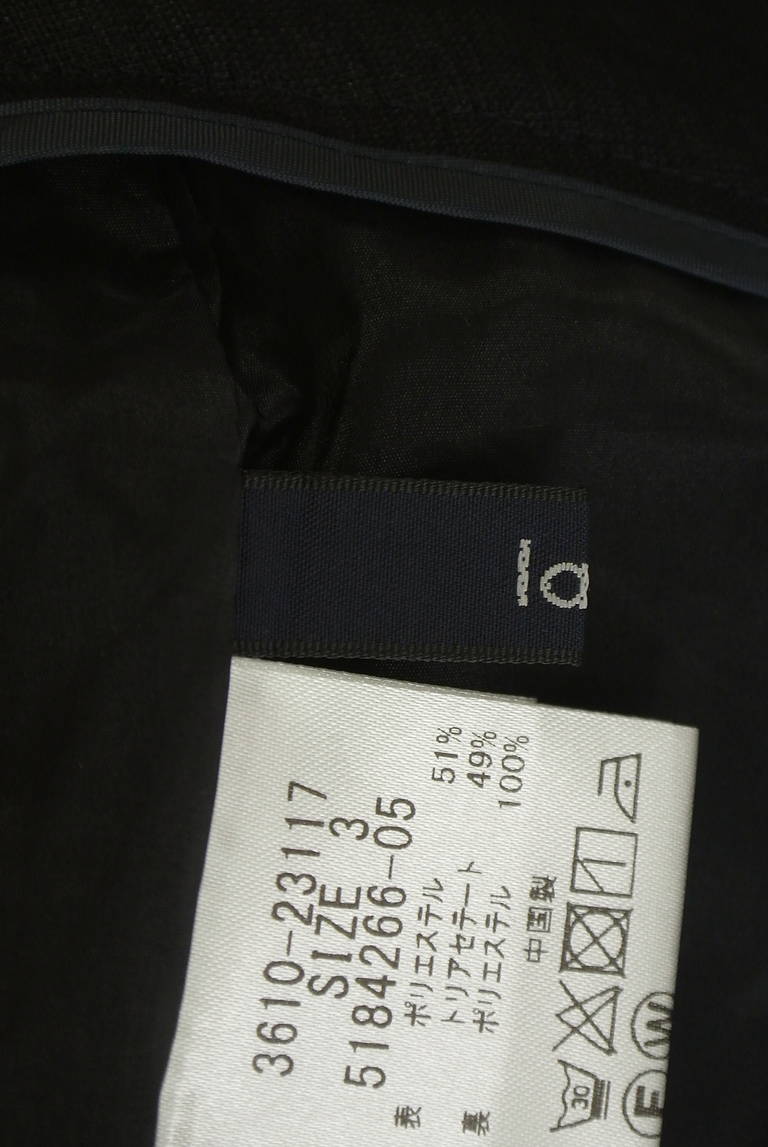 3610-23117
SIZE 3
5184266-05
表 ポリエステル 51%
トリアセテート 49%
裏 ポリエステル 100%
中国製
30
F W